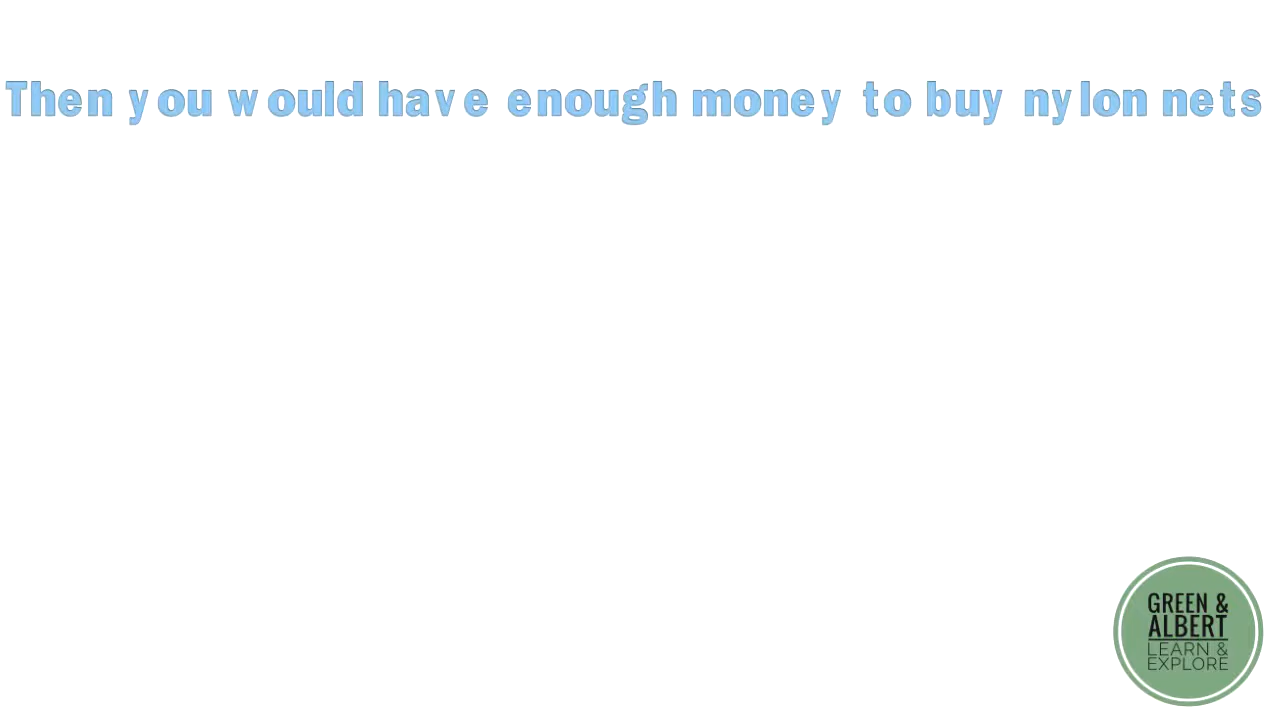 Then you would have enough money to buy nylon nets
GREEN &
ALBERT
LEARN &
EXPLORE